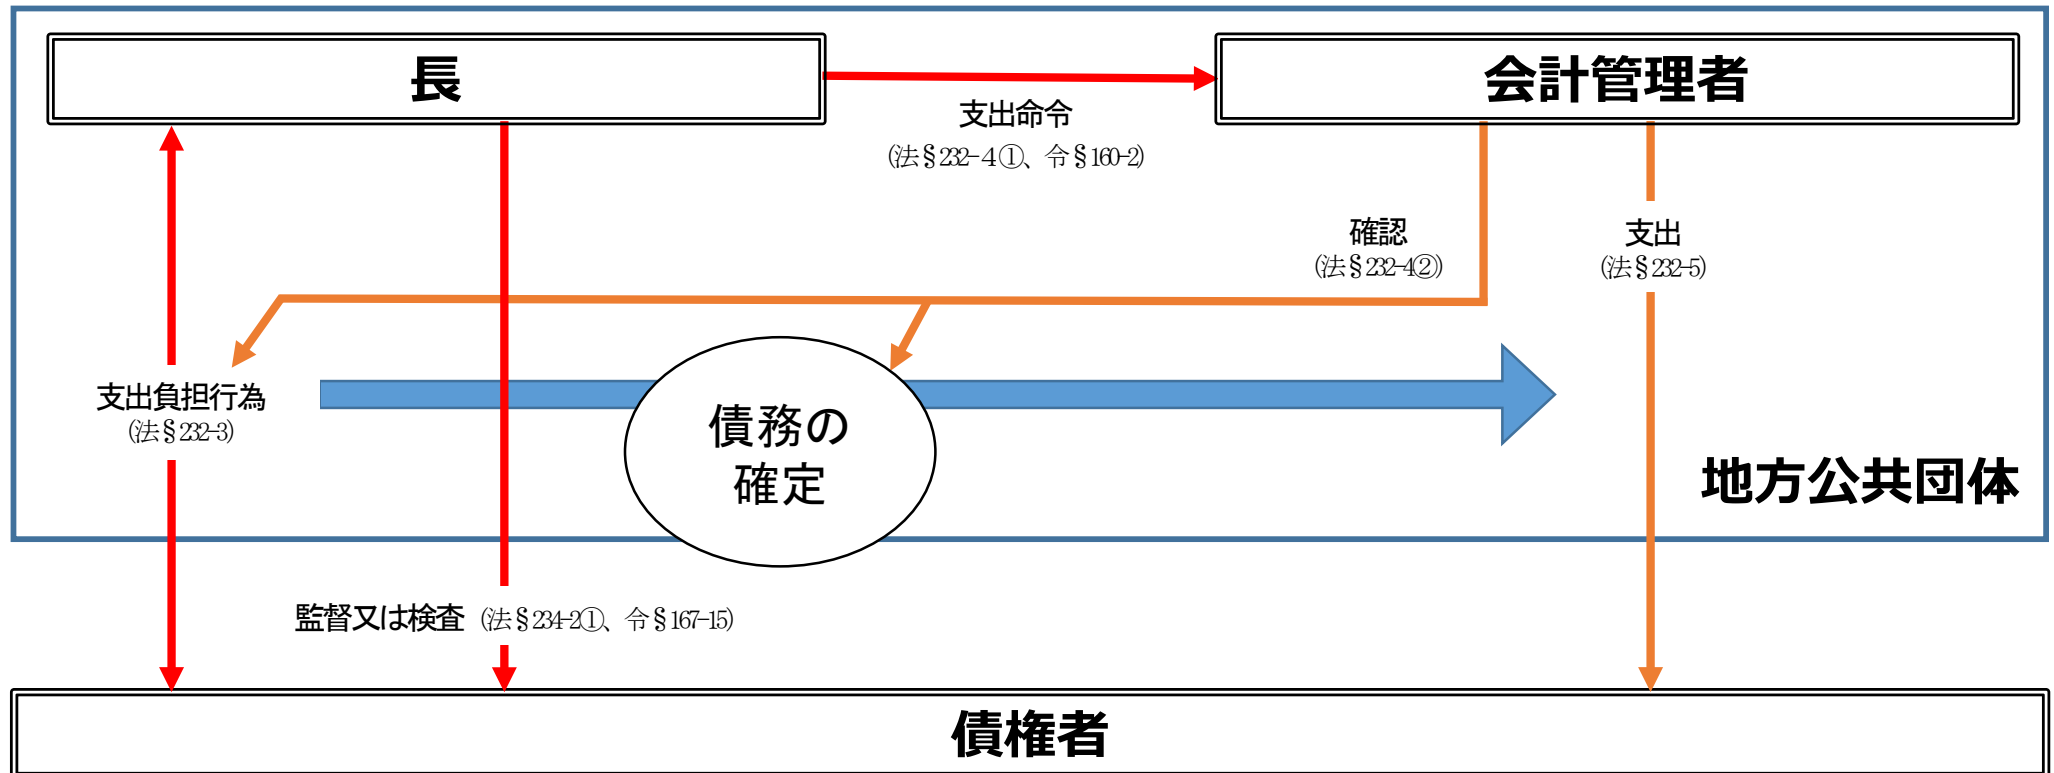 長
会計管理者
支出命令
(法§232-4①、令§160-2)
確認
(法§232-4②)
支出
(法§232-5)
支出負担行為
(法§232-3)
債務の
確定
地方公共団体
監督又は検査 (法§234-2①、令§167-15)
債権者